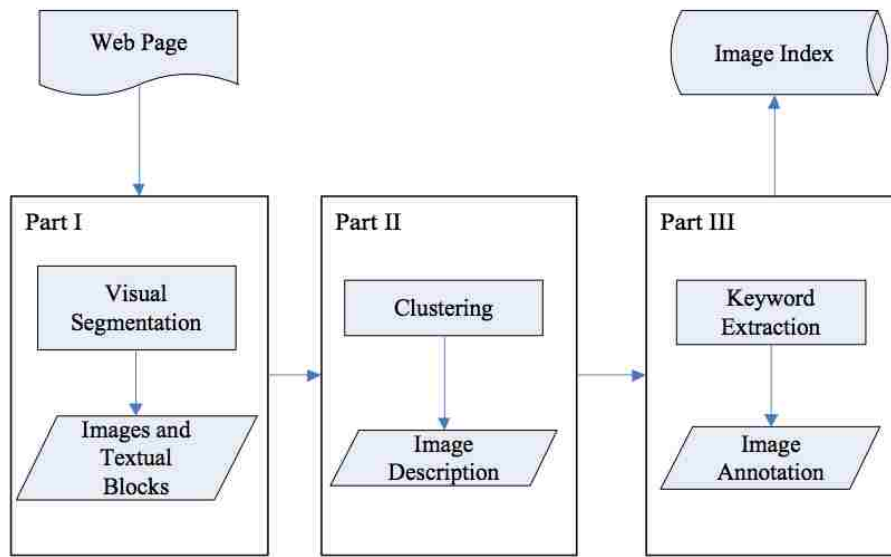 Web Page
Image Index
Part I
Visual
Segmentation
Images and
Textual
Blocks
Part II
Clustering
Image
Description
Part III
Keyword
Extraction
Image
Annotation